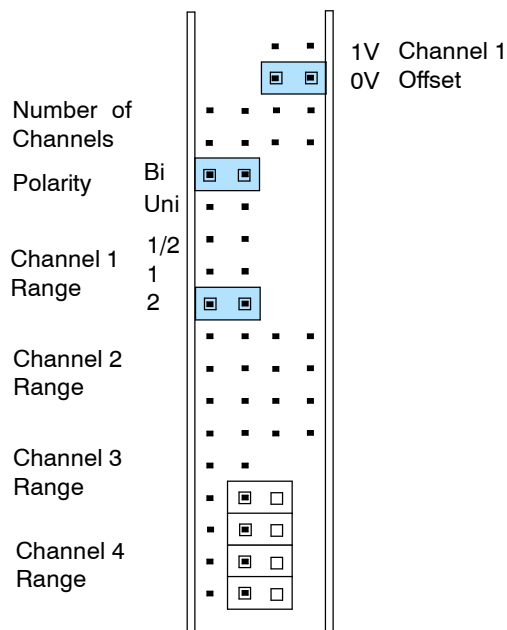 1V Channel 1
0V Offset
Number of
Channels
Polarity
Bi
Uni
Channel 1
Range
1/2
1
2
Channel 2
Range
Channel 3
Range
Channel 4
Range